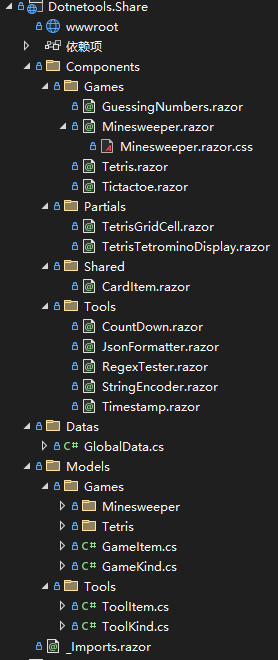 Dotnetools.Share
wwwroot
依赖项
Components
Games
GuessingNumbers.razor
Minesweeper.razor
Minesweeper.razor.css
Tetris.razor
Tictactoe.razor
Partials
TetrisGridCell.razor
TetrisTetrominoDisplay.razor
Shared
CardItem.razor
Tools
CountDown.razor
JsonFormatter.razor
RegexTester.razor
StringEncoder.razor
Timestamp.razor
Datas
C# GlobalData.cs
Models
Games
Minesweeper
Tetris
C# GameItem.cs
C# GameKind.cs
Tools
C# ToolItem.cs
C# ToolKind.cs
_Imports.razor